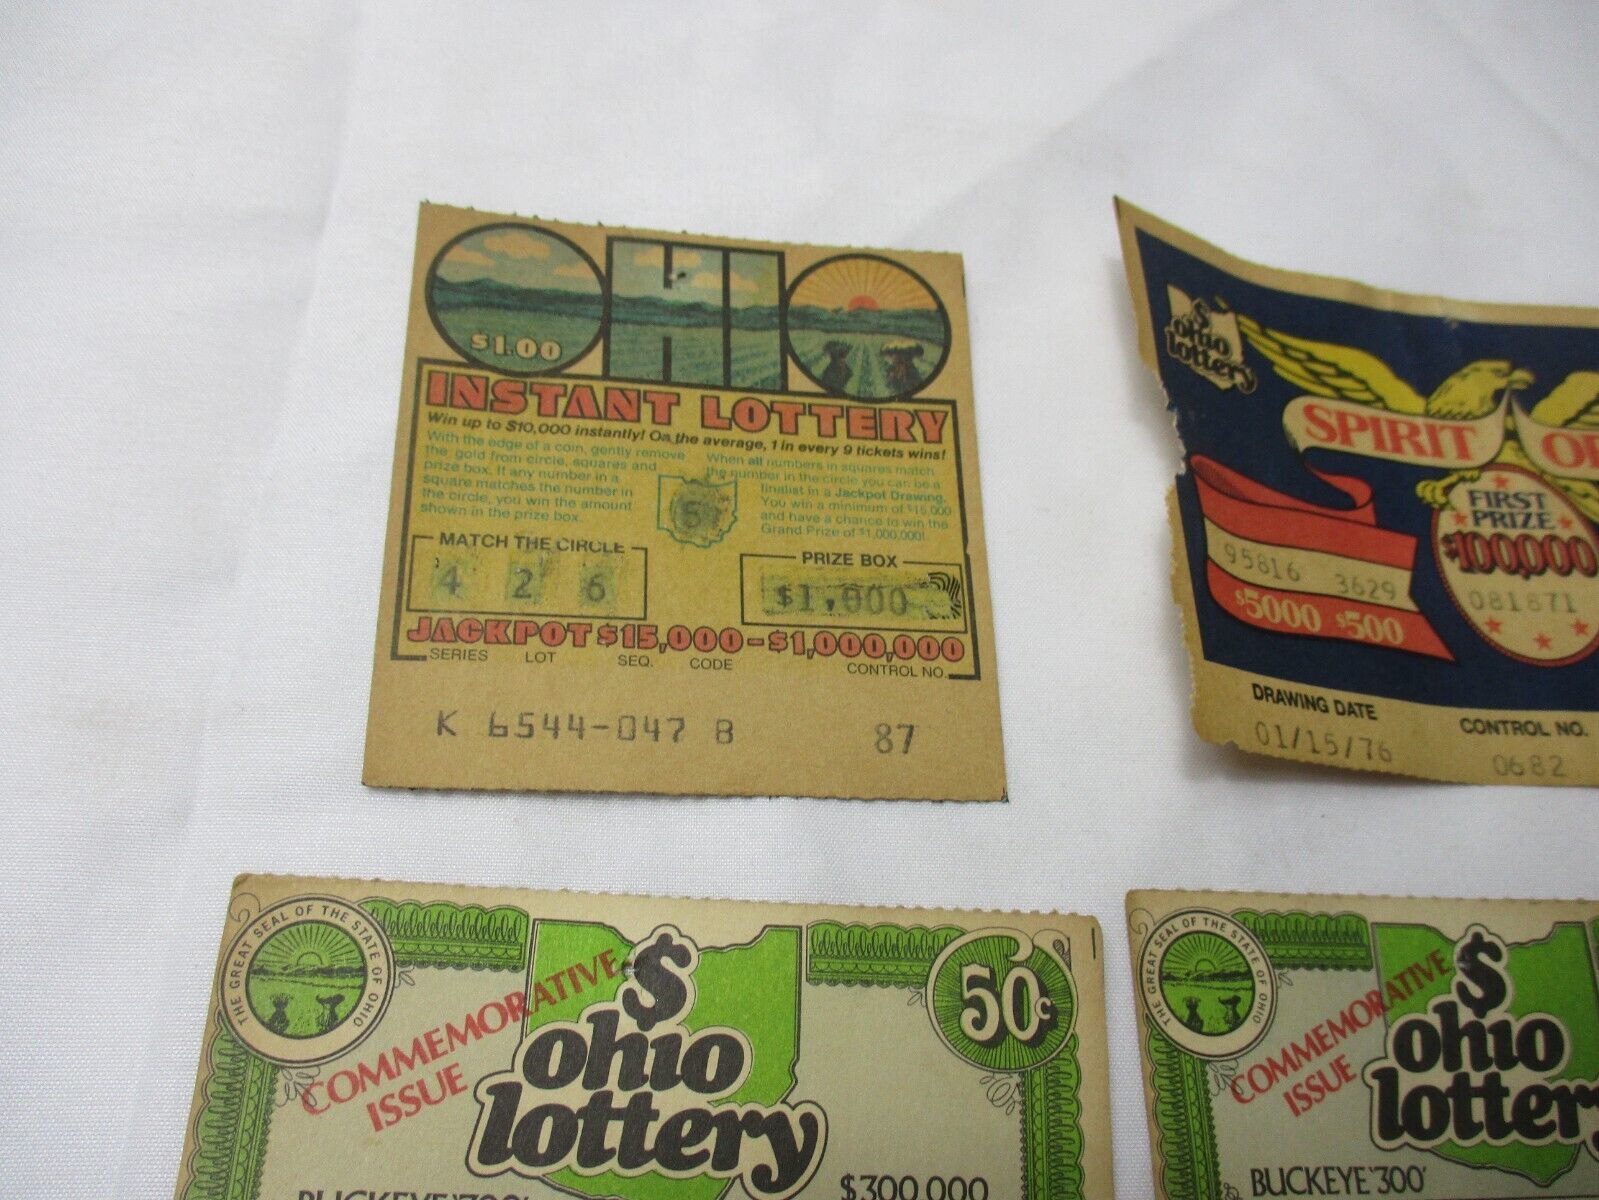 OHIO
$1.00
INSTANT LOTTERY
Win up to $10,000 instantly! On the average, 1 in every 9 tickets wins!
With the edge of a coin, gently remove
the gold from circle, squares and
prize box. If any number in a
square matches the number in
the circle, you win the amount
shown in the prize box.
When all numbers in squares match
the number in the circle you can be a
finalist in a Jackpot Drawing.
You win a minimum of $15,000
and have a chance to win the
Grand Prize of $1,000,000!
5
MATCH THE CIRCLE
4 2 6
PRIZE BOX
$1,000
JACKPOT $15,000-$1,000,000
SERIES LOT SEQ. CODE CONTROL NO.
K 6544-047 B 87
$
ohio
lottery
SPIRIT
FIRST
PRIZE
$100,000
95816 3629
081871
$5000 $500
DRAWING DATE
01/15/76
CONTROL NO.
0682
THE GREAT SEAL OF THE STATE OF OHIO
COMMEMORATIVE
ISSUE
$
ohio
lottery
50¢
BUCKEYE '300'
$300,000
THE GREAT SEAL OF THE STATE OF OHIO
COMMEMORATIVE
ISSUE
$
ohio
lottery
BUCKEYE '300'